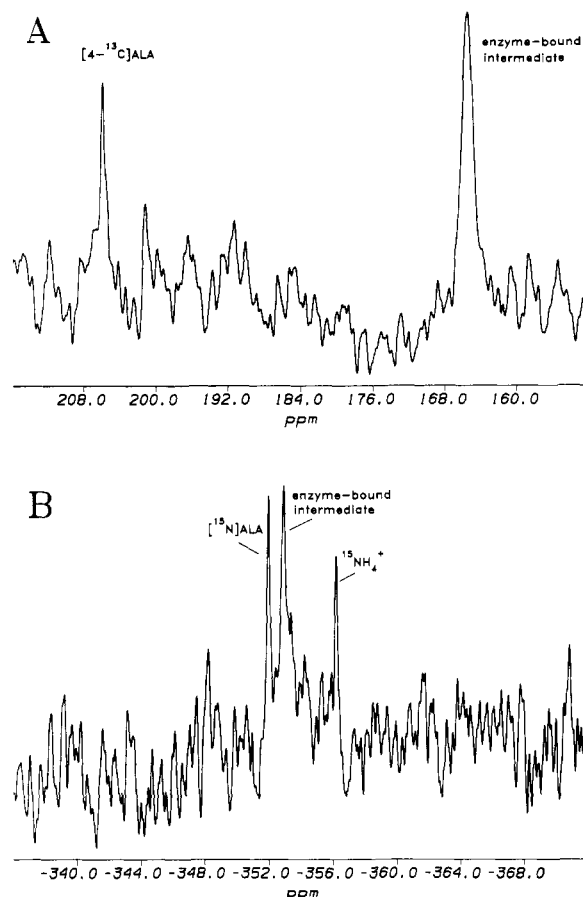 A
[4-¹³C]ALA
enzyme-bound
intermediate
208.0 200.0 192.0 184.0 176.0 168.0 160.0
PPᵐ
B
enzyme-bound
intermediate
[¹⁵N]ALA
¹⁵NH₄⁺
-340.0 -344.0 -348.0 -352.0 -356.0 -360.0 -364.0 -368.0
PPᵐ